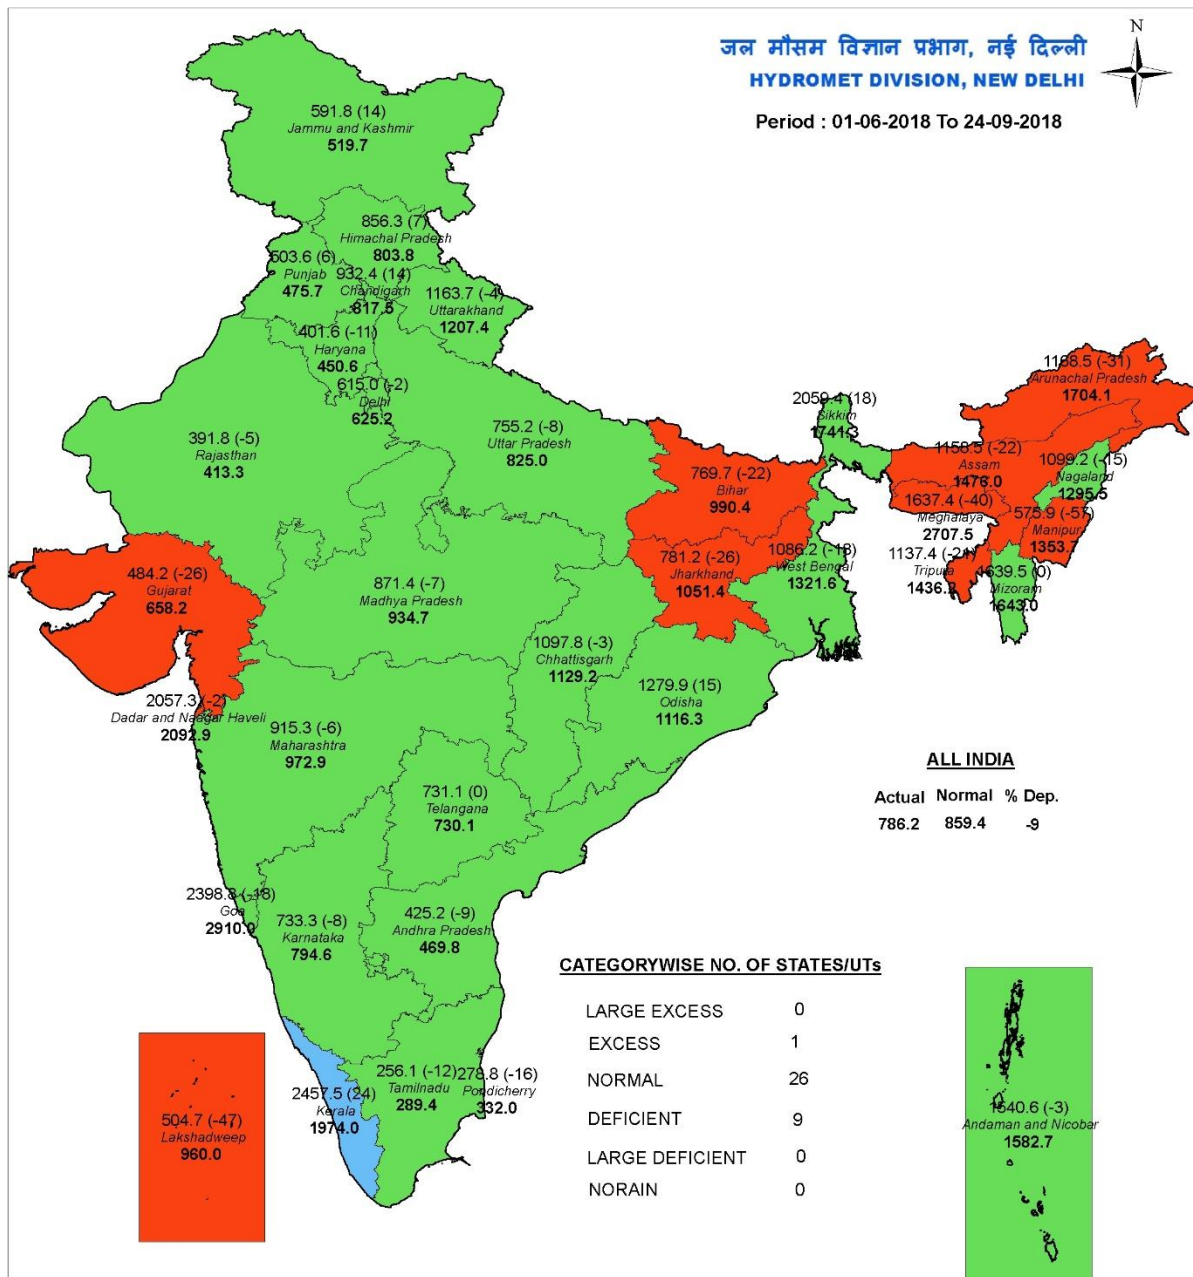 N
जल मौसम विज्ञान प्रभाग, नई दिल्ली
HYDROMET DIVISION, NEW DELHI
Period : 01-06-2018 To 24-09-2018
591.8 (14)
Jammu and Kashmir
519.7
856.3 (7)
Himachal Pradesh
803.8
503.6 (6)
Punjab
475.7
932.4 (14)
Chandigarh
817.5
1163.7 (-4)
Uttarakhand
1207.4
401.6 (-11)
Haryana
450.6
615.0 (-2)
Delhi
625.2
391.8 (-5)
Rajasthan
413.3
755.2 (-8)
Uttar Pradesh
825.0
769.7 (-22)
Bihar
990.4
2059.4 (18)
Sikkim
1741.3
1168.5 (-31)
Arunachal Pradesh
1704.1
1158.5 (-22)
Assam
1476.0
1099.2 (-15)
Nagaland
1295.5
1637.4 (-40)
Meghalaya
2707.5
575.9 (-57)
Manipur
1353.7
1137.4 (-21)
Tripura
1436.2
1639.5 (0)
Mizoram
1643.0
484.2 (-26)
Gujarat
658.2
871.4 (-7)
Madhya Pradesh
934.7
781.2 (-26)
Jharkhand
1051.4
1086.2 (-18)
West Bengal
1321.6
1097.8 (-3)
Chhattisgarh
1129.2
1279.9 (15)
Odisha
1116.3
2057.3 (-2)
Dadar and Naagar Haveli
2092.9
915.3 (-6)
Maharashtra
972.9
731.1 (0)
Telangana
730.1
ALL INDIA
Actual Normal % Dep.
786.2 859.4 -9
2398.8 (-18)
Goa
2910.0
733.3 (-8)
Karnataka
794.6
425.2 (-9)
Andhra Pradesh
469.8
CATEGORYWISE NO. OF STATES/UTs
LARGE EXCESS 0
EXCESS 1
NORMAL 26
DEFICIENT 9
LARGE DEFICIENT 0
NORAIN 0
504.7 (-47)
Lakshadweep
960.0
2457.5 (24)
Kerala
1974.0
256.1 (-12)
Tamilnadu
289.4
278.8 (-16)
Pondicherry
332.0
1540.6 (-3)
Andaman and Nicobar
1582.7